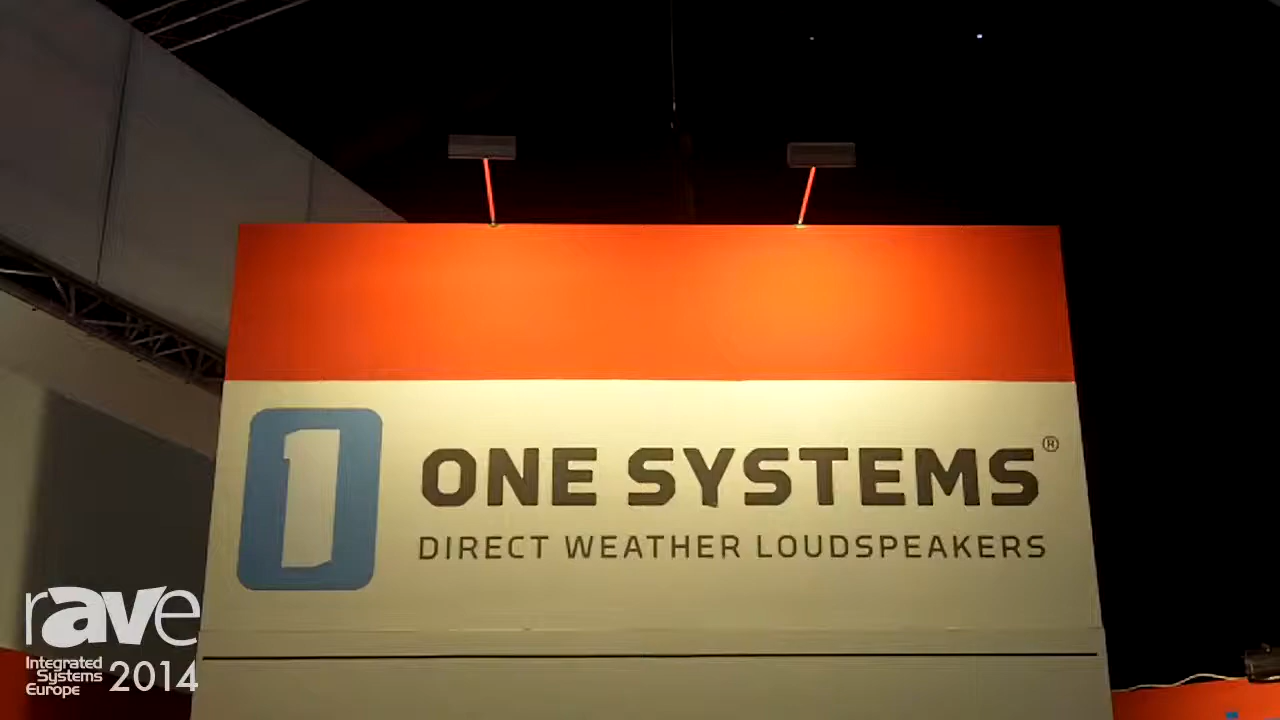 1
ONE SYSTEMS®
DIRECT WEATHER LOUDSPEAKERS
rAVe
Integrated
Systems
Europe
2014